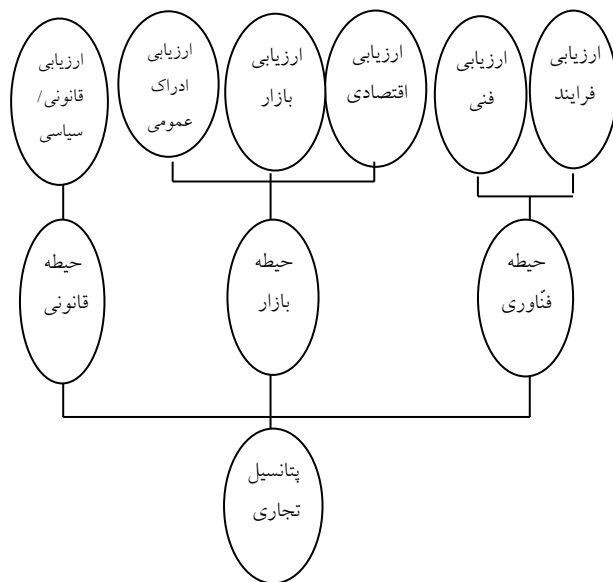 ارزیابی
فرایند
ارزیابی
فنی
ارزیابی
اقتصادی
ارزیابی
بازار
ارزیابی
ادراک
عمومی
ارزیابی
قانونی/
سیاسی
حیطه
فنّاوری
حیطه
بازار
حیطه
قانونی
پتانسیل
تجاری